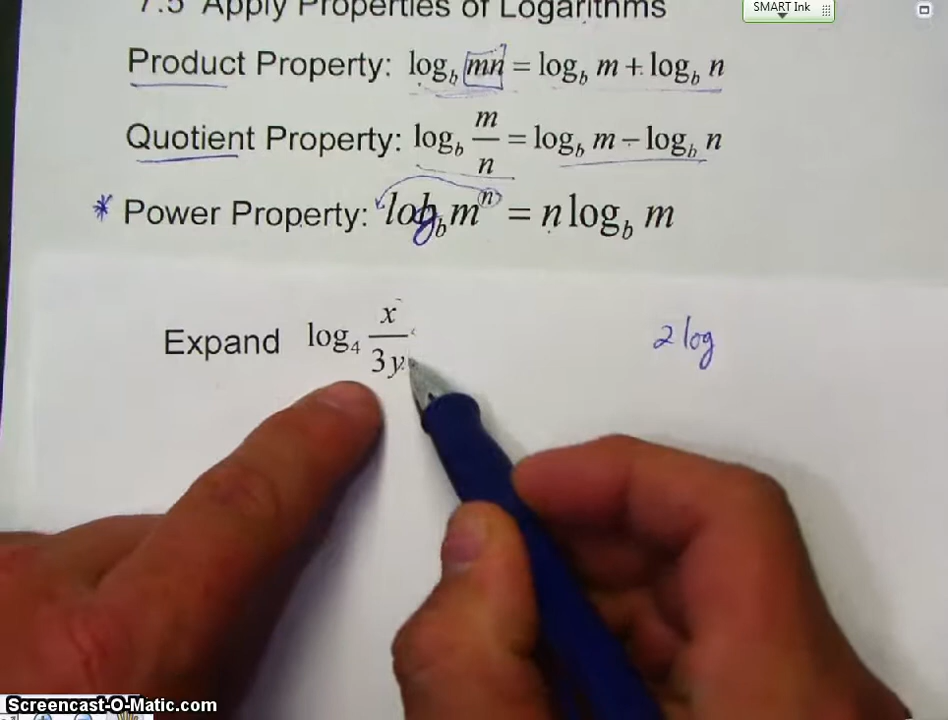 7.5 Apply Properties of Logarithms
SMART Ink
Product Property: log_b mn = log_b m + log_b n
Quotient Property: log_b m/n = log_b m − log_b n
* Power Property: log_b m^n = n log_b m
Expand log_4 x/3y
2 log
Screencast-O-Matic.com